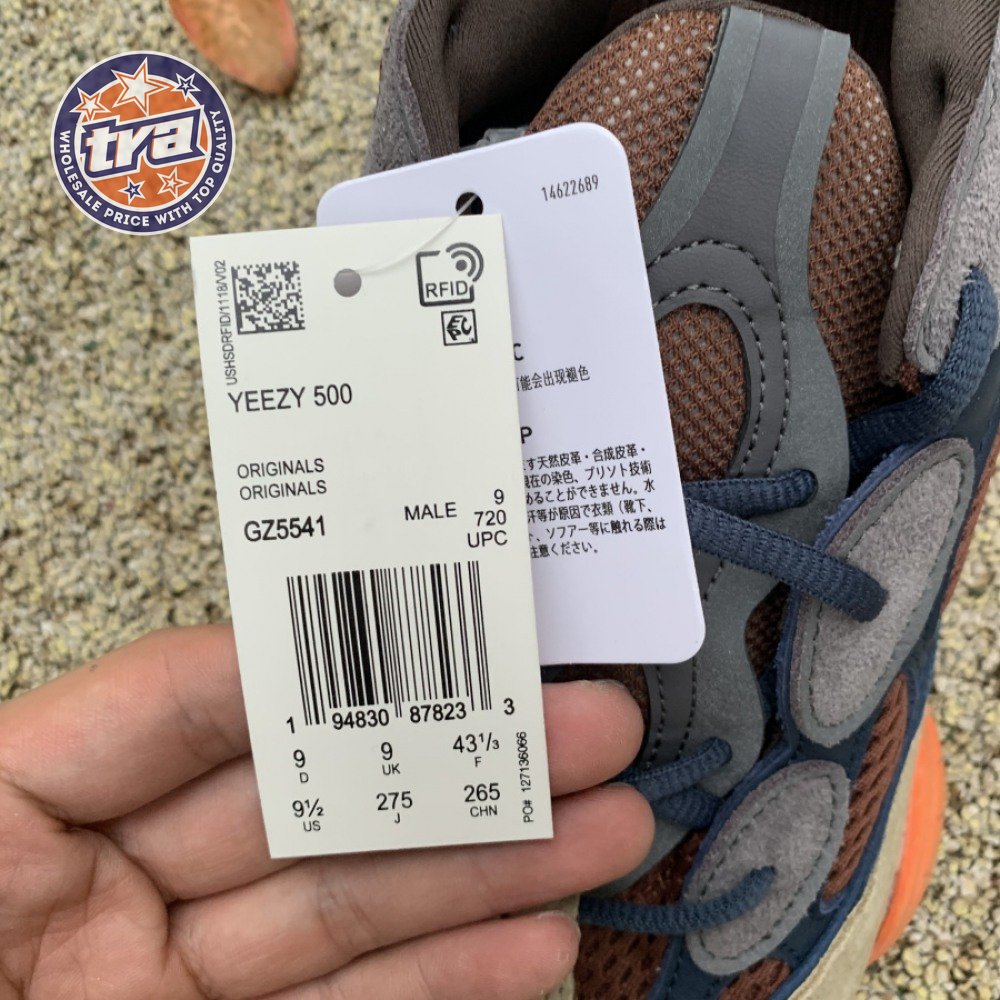 tra
WHOLESALE PRICE WITH TOP QUALITY
14622689
USHSDRFID/1118/V02
RFID
YEEZY 500
ORIGINALS
ORIGINALS
GZ5541
MALE 9
720
UPC
1 94830 87823 3
9 9 43⅓
D UK F
9½ 275 265
US J CHN
PO# 127136066
C
能会出现褪色
P
天然皮革・合成皮革・
在の染色、プリント技術
ることができません。水
汗等が原因で衣類（靴下、
、ソファー等に触れる際は
注意ください。